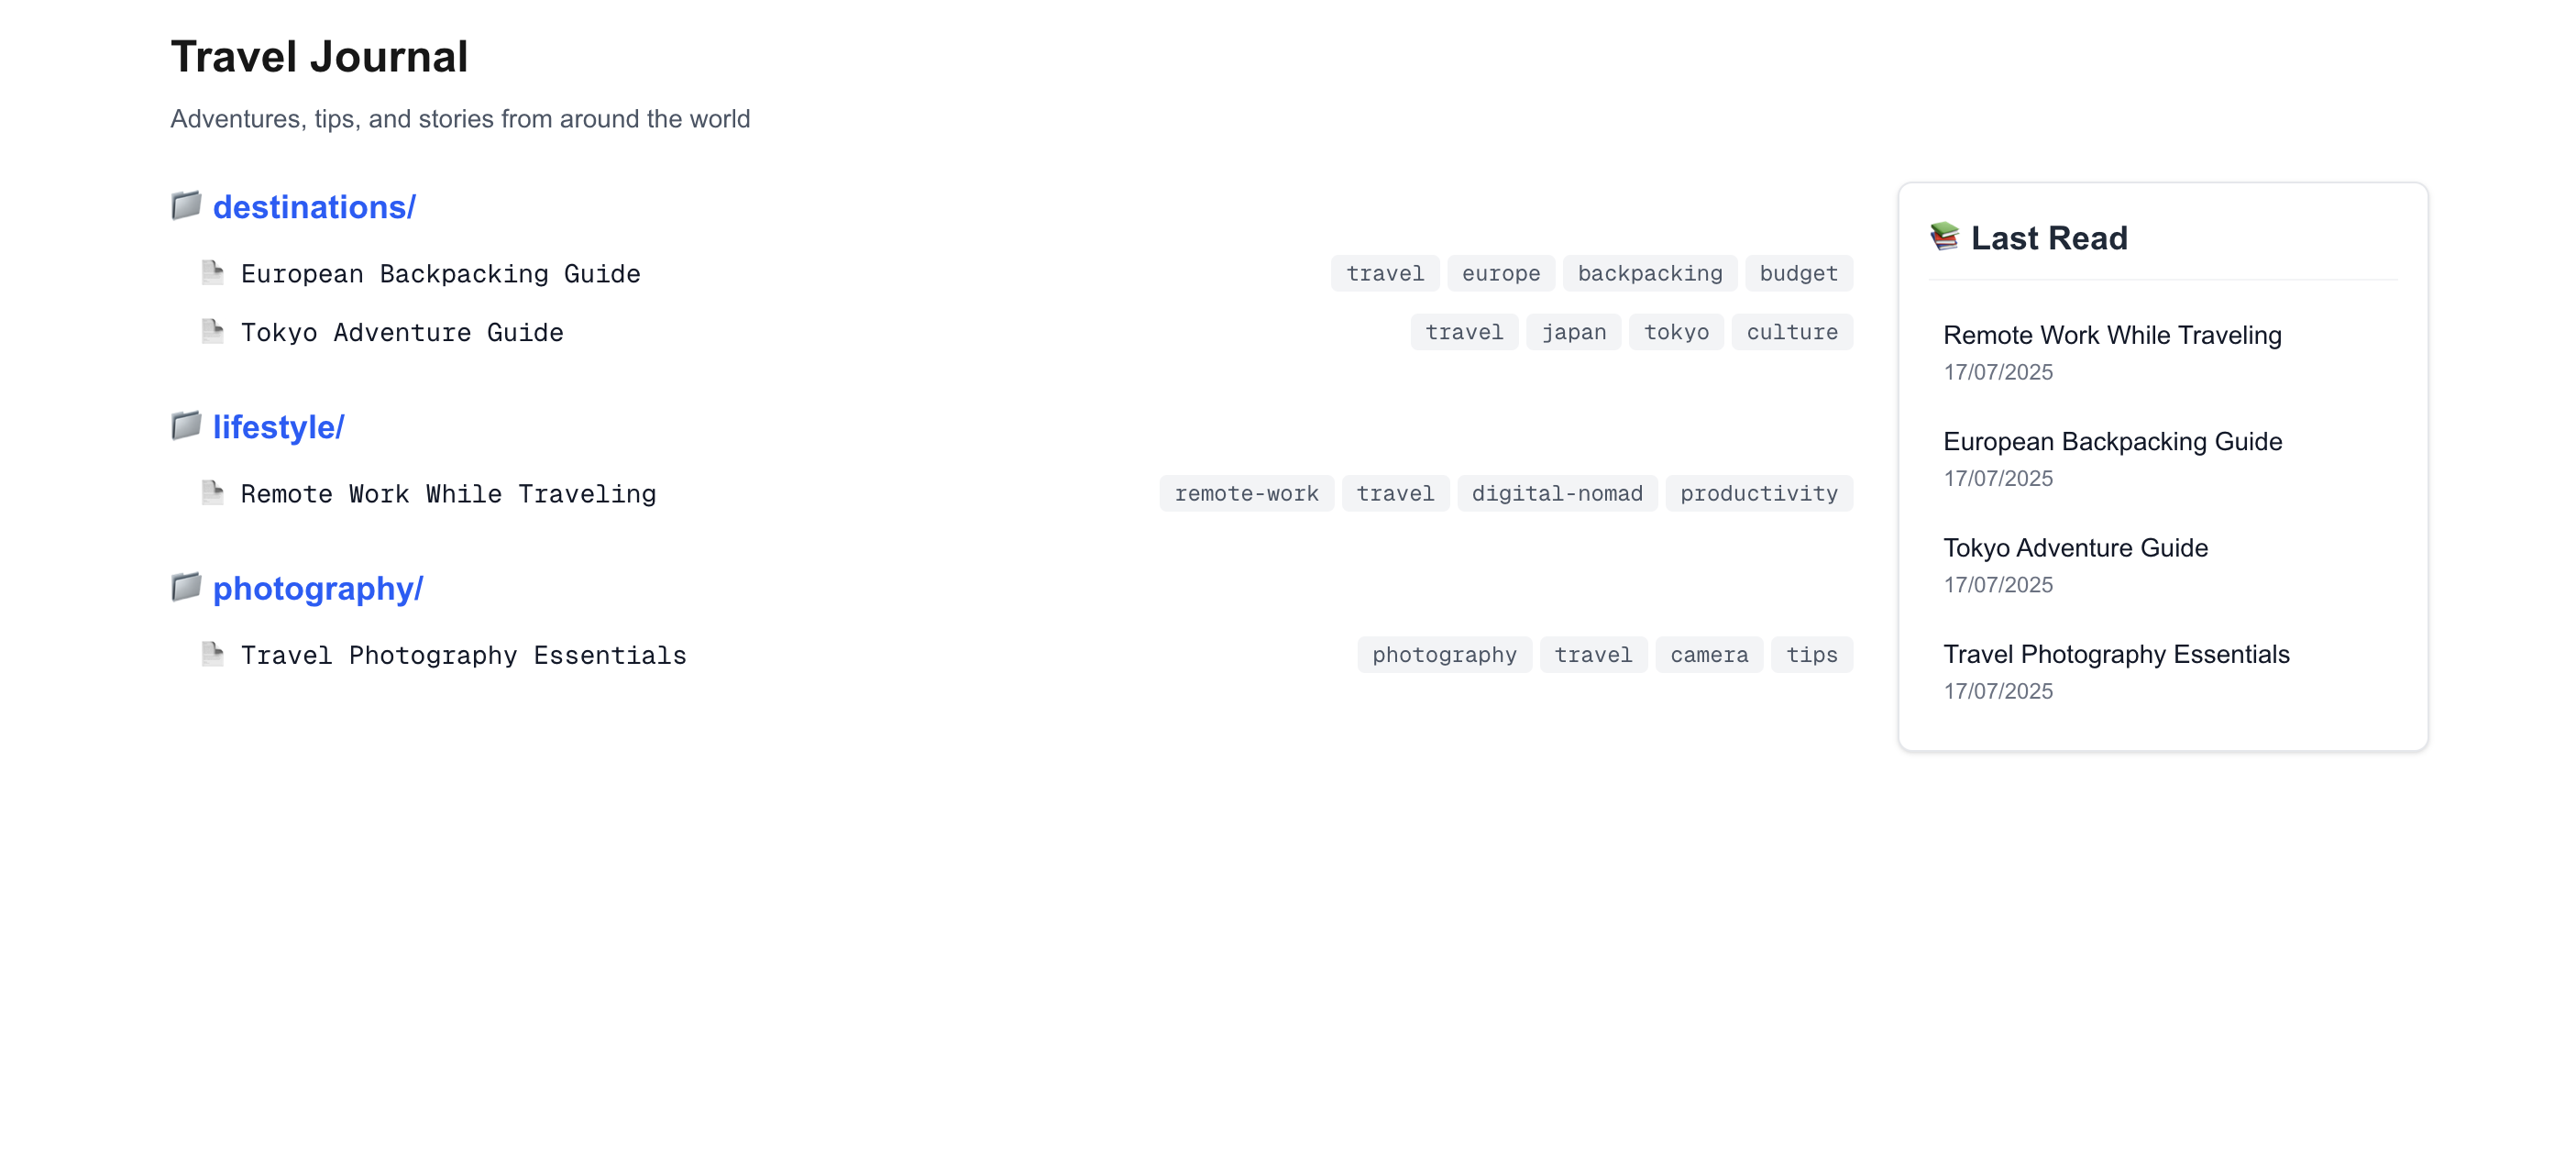 Travel Journal
Adventures, tips, and stories from around the world
destinations/
European Backpacking Guide travel europe backpacking budget
Tokyo Adventure Guide travel japan tokyo culture
lifestyle/
Remote Work While Traveling remote-work travel digital-nomad productivity
photography/
Travel Photography Essentials photography travel camera tips
Last Read
Remote Work While Traveling
17/07/2025
European Backpacking Guide
17/07/2025
Tokyo Adventure Guide
17/07/2025
Travel Photography Essentials
17/07/2025